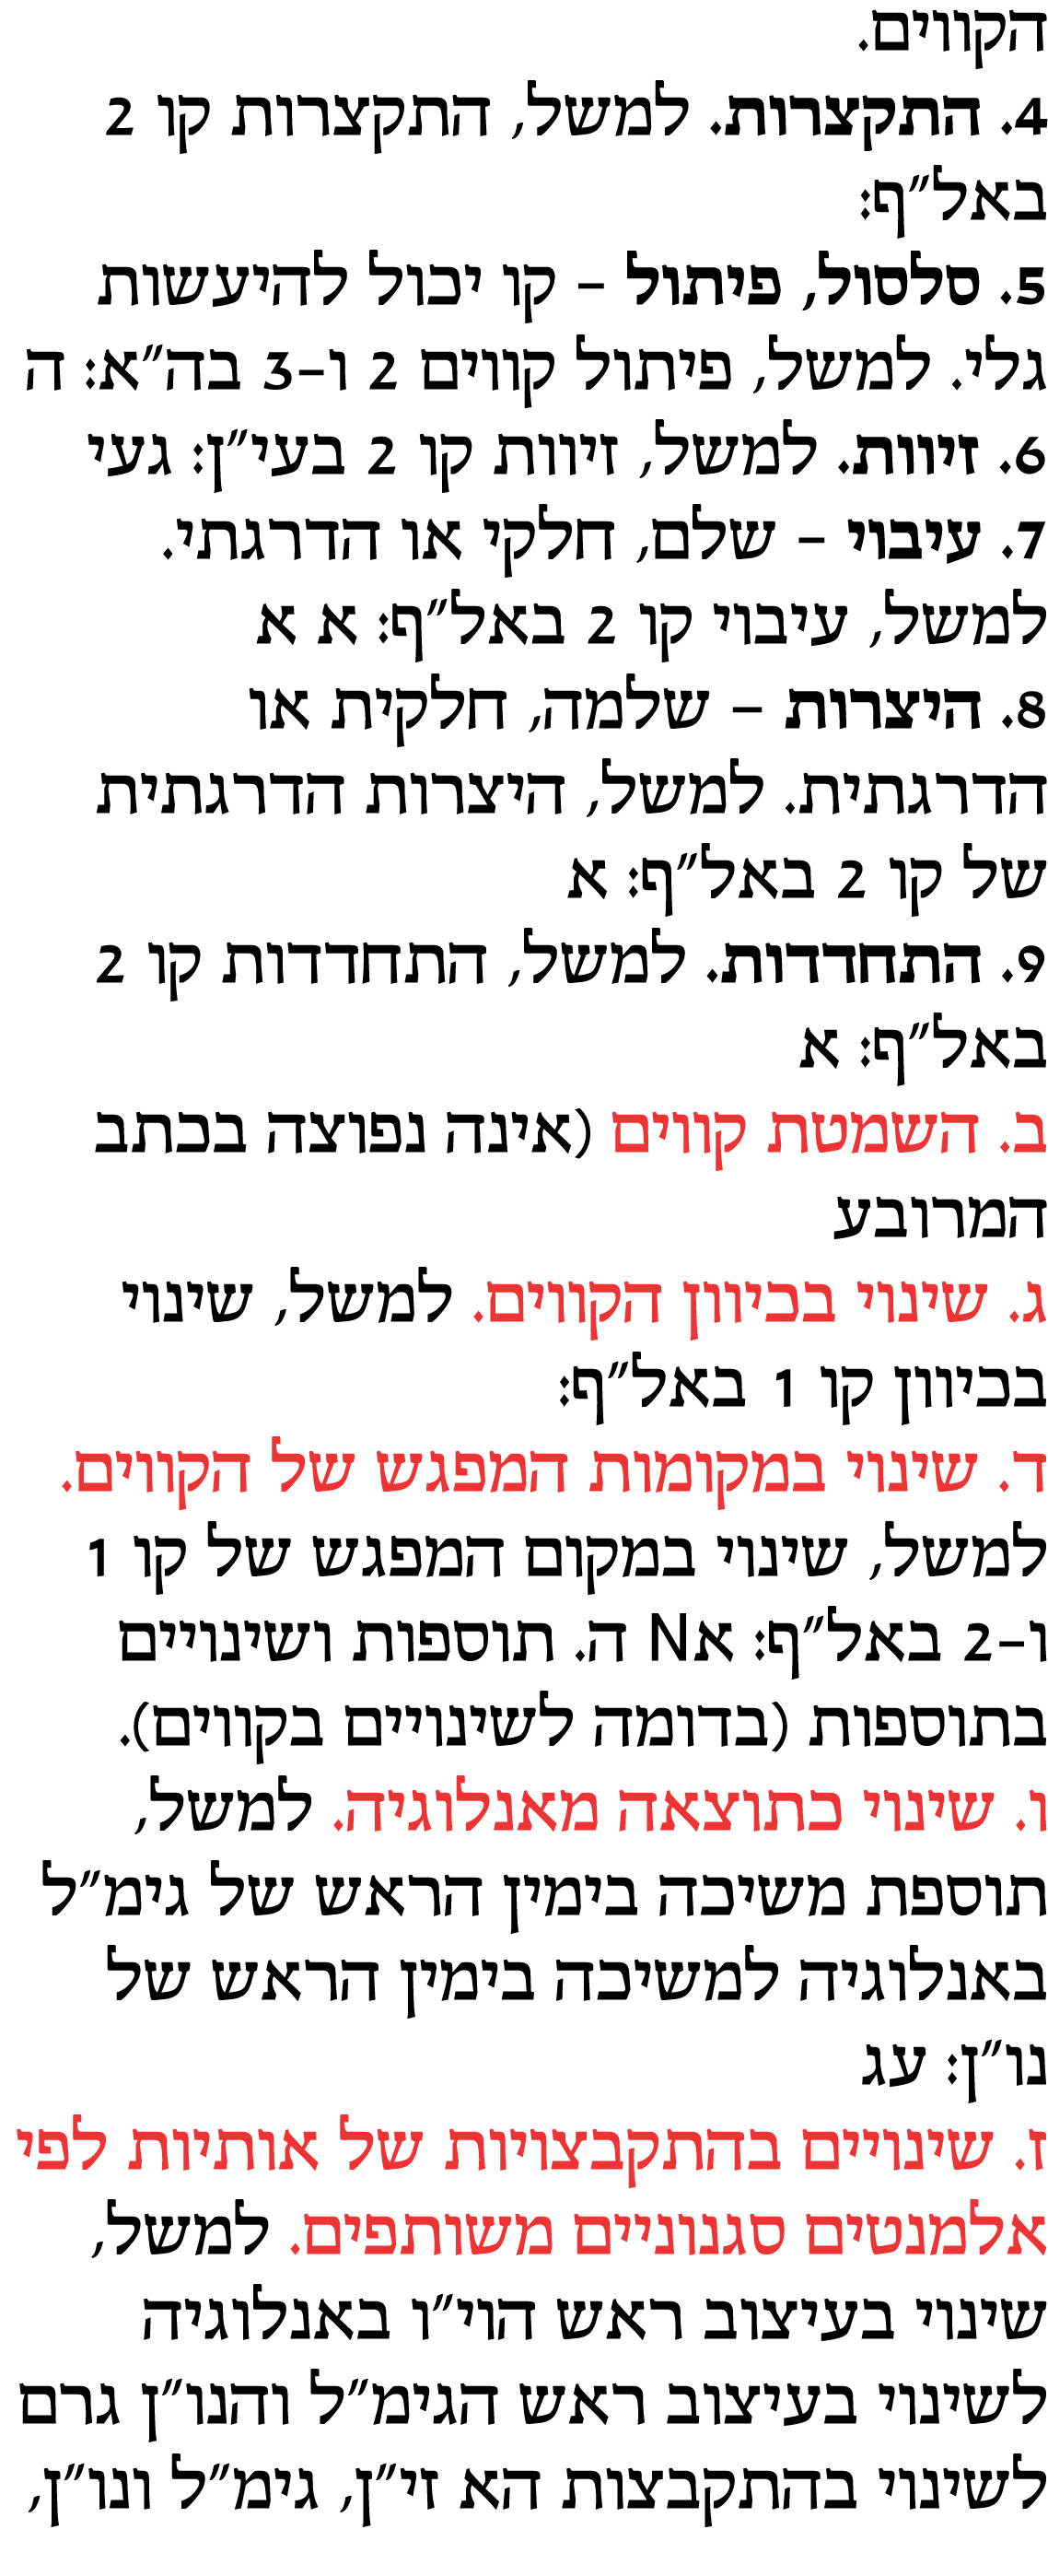 הקווים.
4. התקצרות. למשל, התקצרות קו 2
באל"ף:
5. סלסול, פיתול – קו יכול להיעשות
גלי. למשל, פיתול קווים 2 ו-3 בה"א: ה
6. זיוות. למשל, זיוות קו 2 בעי"ן: געי
7. עיבוי – שלם, חלקי או הדרגתי.
למשל, עיבוי קו 2 באל"ף: א א
8. היצרות – שלמה, חלקית או
הדרגתית. למשל, היצרות הדרגתית
של קו 2 באל"ף: א
9. התחדדות. למשל, התחדדות קו 2
באל"ף: א
ב. השמטת קווים (אינה נפוצה בכתב
המרובע
ג. שינוי בכיוון הקווים. למשל, שינוי
בכיוון קו 1 באל"ף:
ד. שינוי במקומות המפגש של הקווים.
למשל, שינוי במקום המפגש של קו 1
ו-2 באל"ף: אN ה. תוספות ושינויים
בתוספות (בדומה לשינויים בקווים).
ו. שינוי כתוצאה מאנלוגיה. למשל,
תוספת משיכה בימין הראש של גימ"ל
באנלוגיה למשיכה בימין הראש של
נו"ן: עג
ז. שינויים בהתקבצויות של אותיות לפי
אלמנטים סגנוניים משותפים. למשל,
שינוי בעיצוב ראש הוי"ו באנלוגיה
לשינוי בעיצוב ראש הגימ"ל והנו"ן גרם
לשינוי בהתקבצות הא זי"ן, גימ"ל ונו"ן,